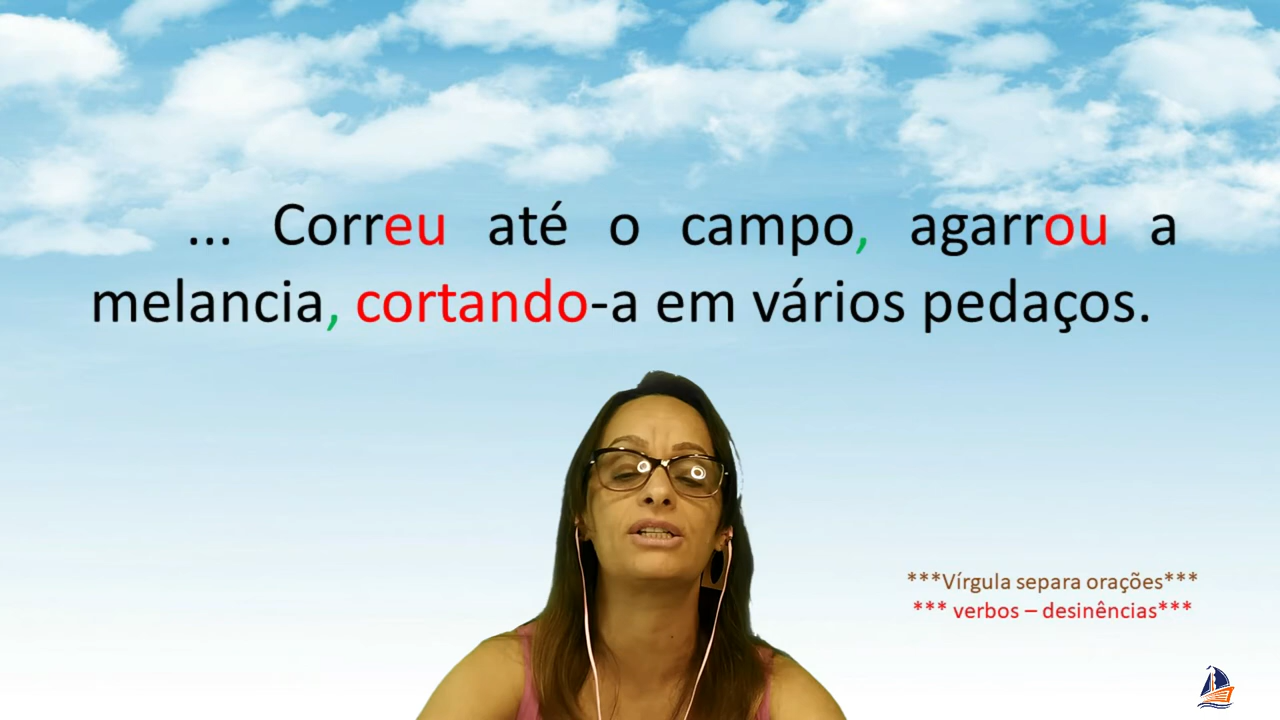 ... Correu até o campo, agarrou a
melancia, cortando-a em vários pedaços.
***Vírgula separa orações***
*** verbos – desinências***